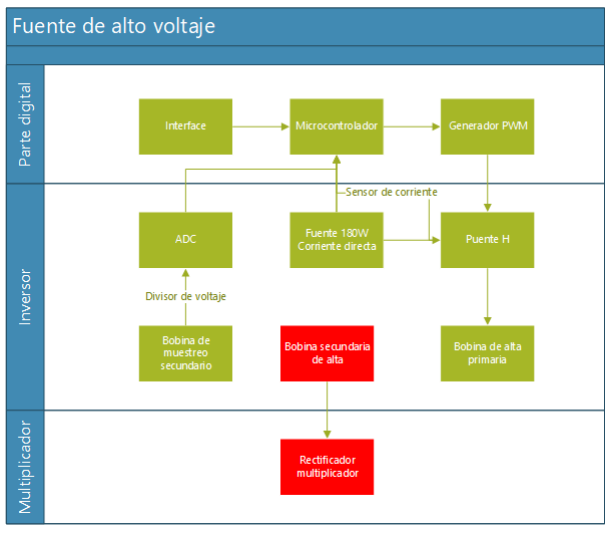 Fuente de alto voltaje
Parte digital
Interface
Microcontrolador
Generador PWM
Sensor de corriente
Inversor
ADC
Fuente 180W
Corriente directa
Puente H
Divisor de voltaje
Bobina de
muestreo
secundario
Bobina secundaria
de alta
Bobina de alta
primaria
Multiplicador
Rectificador
multiplicador